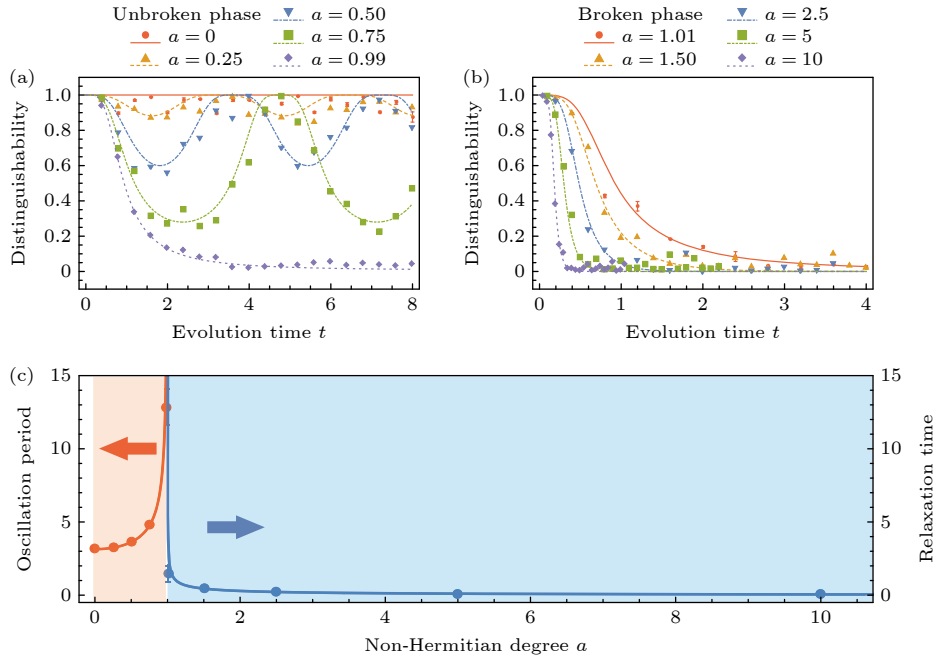 Unbroken phase
a = 0
a = 0.25
a = 0.50
a = 0.75
a = 0.99
Broken phase
a = 1.01
a = 1.50
a = 2.5
a = 5
a = 10
(a)
Distinguishability
1.0
0.8
0.6
0.4
0.2
0
0 2 4 6 8
Evolution time t
(b)
Distinguishability
1.0
0.8
0.6
0.4
0.2
0
0 1 2 3 4
Evolution time t
(c)
Oscillation period
15
10
5
0
0 2 4 6 8 10
Non-Hermitian degree a
15
10
5
0
Relaxation time